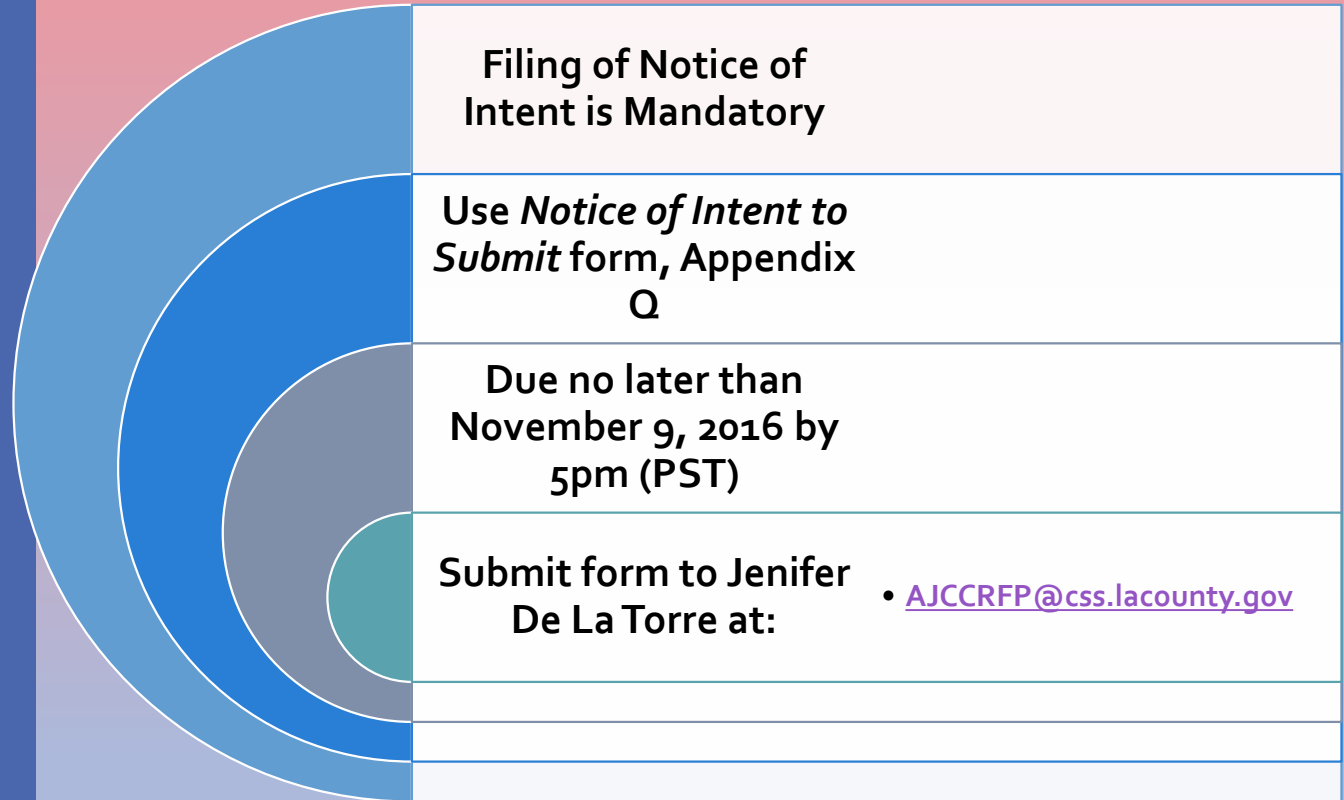 Filing of Notice of
Intent is Mandatory
Use Notice of Intent to
Submit form, Appendix
Q
Due no later than
November 9, 2016 by
5pm (PST)
Submit form to Jenifer
De La Torre at:
• AJCCRFP@css.lacounty.gov